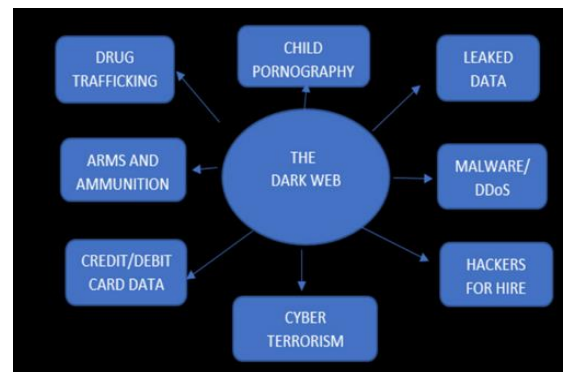 DRUG
TRAFFICKING
CHILD
PORNOGRAPHY
LEAKED
DATA
ARMS AND
AMMUNITION
THE
DARK WEB
MALWARE/
DDoS
CREDIT/DEBIT
CARD DATA
HACKERS
FOR HIRE
CYBER
TERRORISM